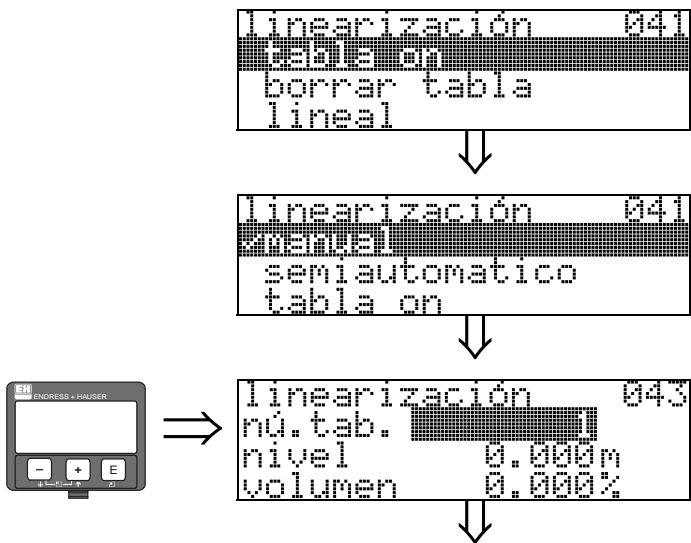 linearización 041
tabla on
borrar tabla
lineal
linearización 041
✓manual
semiautomatico
tabla on
EH ENDRESS + HAUSER
- + E
linearización 043
nú.tab. 1
nivel 0.000m
volumen 0.000%